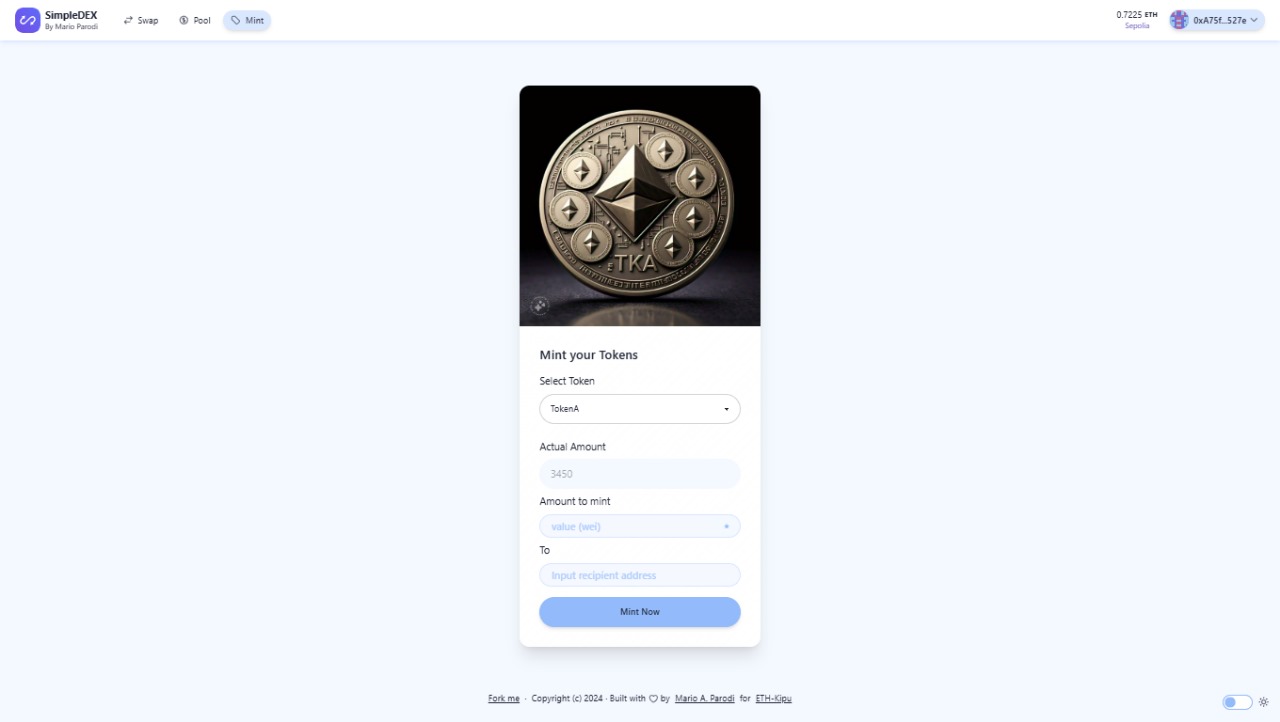 SimpleDEX
By Mario Parodi
Swap
Pool
Mint
0.7225 ETH
Sepolia
0xA75f...527e
TKA
Mint your Tokens
Select Token
TokenA
Actual Amount
3450
Amount to mint
value (wei)
*
To
Input recipient address
Mint Now
Fork me · Copyright (c) 2024 · Built with by Mario A. Parodi for ETH-Kipu